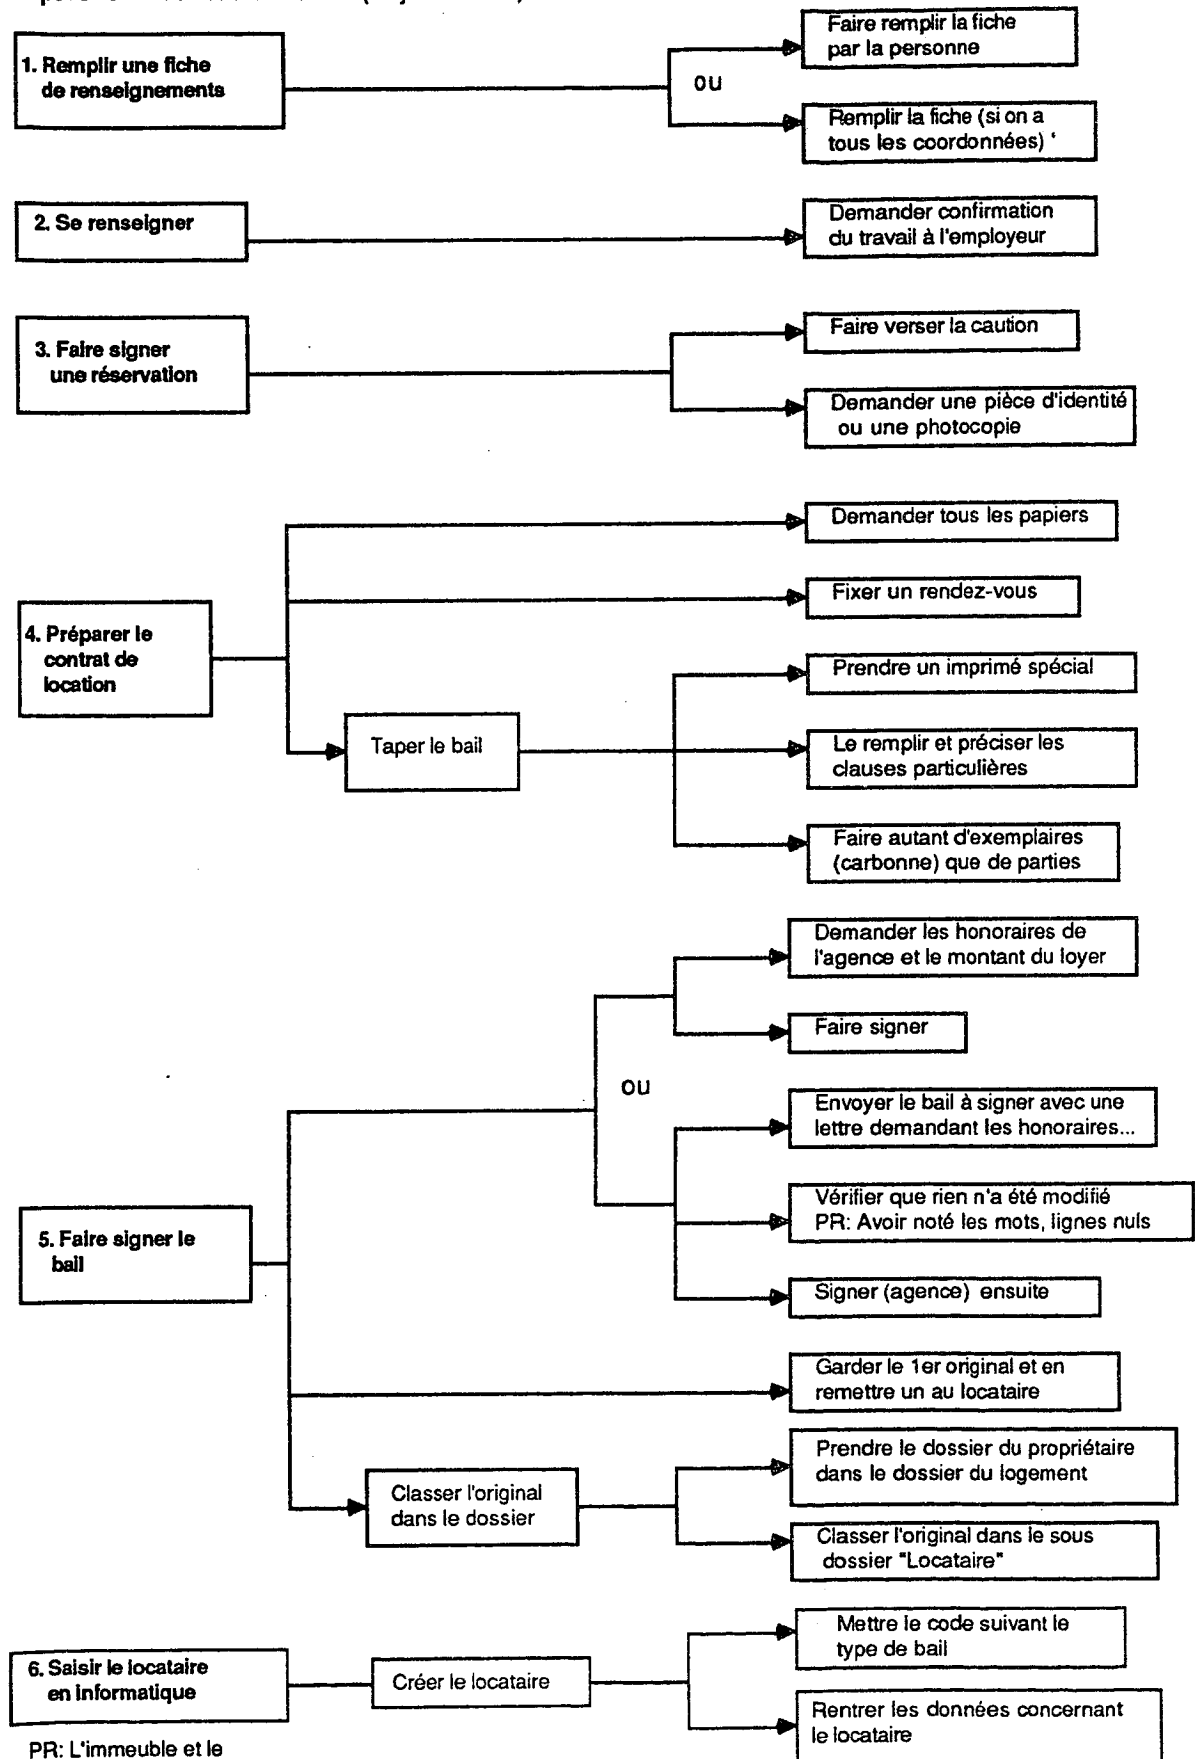 1. Remplir une fiche
de renseignements
ou
Faire remplir la fiche
par la personne
Remplir la fiche (si on a
tous les coordonnées)
2. Se renseigner
Demander confirmation
du travail à l'employeur
3. Faire signer
une réservation
Faire verser la caution
Demander une pièce d'identité
ou une photocopie
4. Préparer le
contrat de
location
Demander tous les papiers
Fixer un rendez-vous
Taper le bail
Prendre un imprimé spécial
Le remplir et préciser les
clauses particulières
Faire autant d'exemplaires
(carbonne) que de parties
5. Faire signer le
bail
ou
Demander les honoraires de
l'agence et le montant du loyer
Faire signer
Envoyer le bail à signer avec une
lettre demandant les honoraires...
Vérifier que rien n'a été modifié
PR: Avoir noté les mots, lignes nuls
Signer (agence) ensuite
Garder le 1er original et en
remettre un au locataire
Classer l'original
dans le dossier
Prendre le dossier du propriétaire
dans le dossier du logement
Classer l'original dans le sous
dossier "Locataire"
6. Saisir le locataire
en informatique
Créer le locataire
Mettre le code suivant le
type de bail
Rentrer les données concernant
le locataire
PR: L'immeuble et le